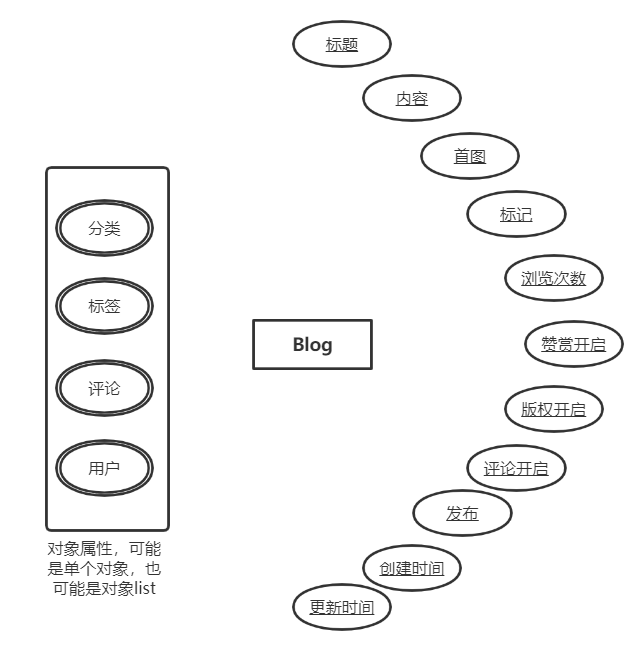 标题
内容
首图
标记
浏览次数
赞赏开启
版权开启
评论开启
发布
创建时间
更新时间
Blog
分类
标签
评论
用户
对象属性，可能
是单个对象，也
可能是对象list